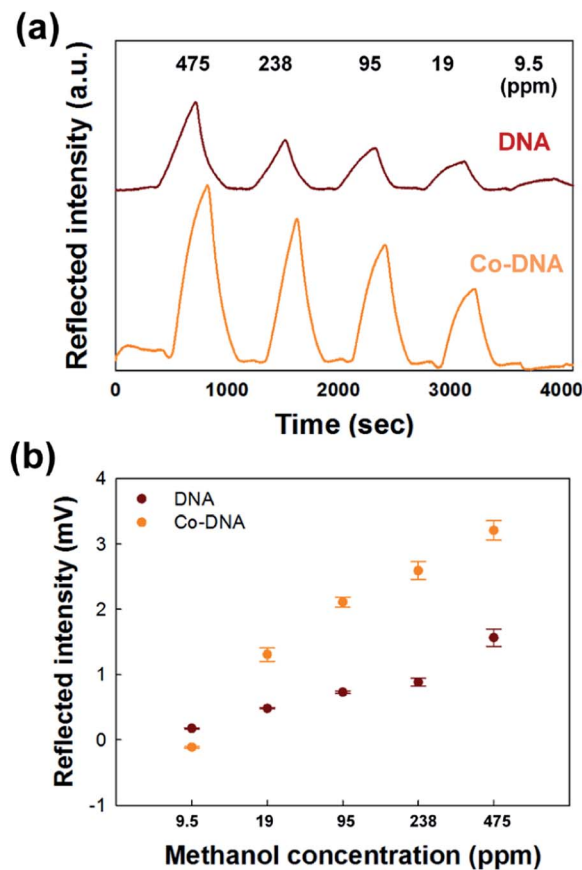 (a)
475 238 95 19 9.5
(ppm)
DNA
Co-DNA
Reflected intensity (a.u.)
0 1000 2000 3000 4000
Time (sec)
(b)
4
3
2
1
0
-1
DNA
Co-DNA
Reflected intensity (mV)
9.5 19 95 238 475
Methanol concentration (ppm)